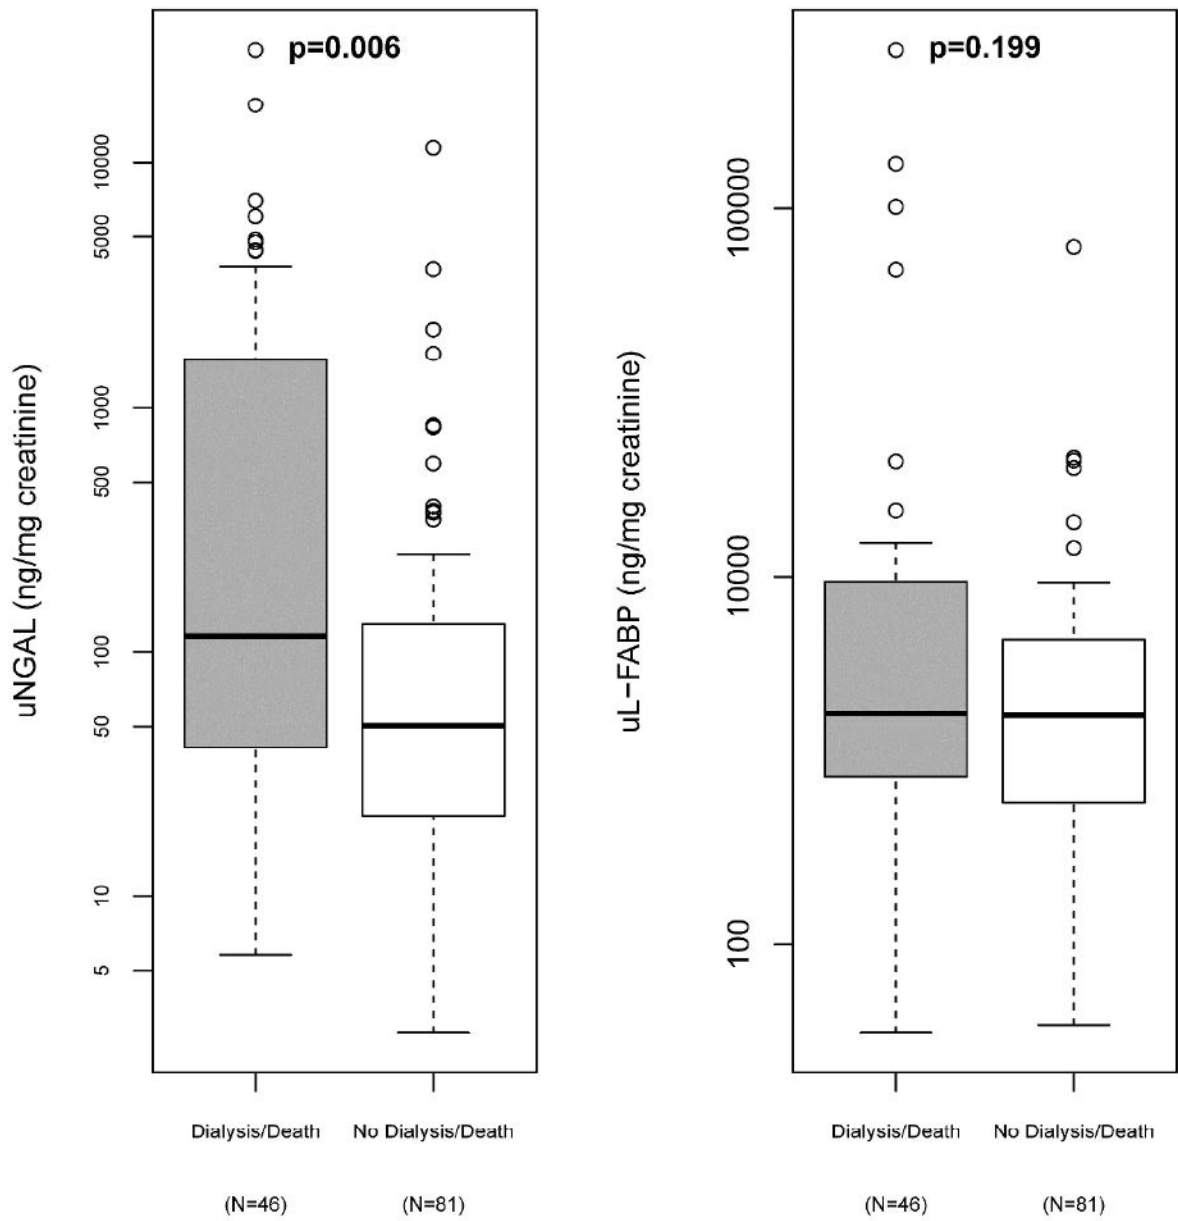 p=0.006
uNGAL (ng/mg creatinine)
10000
5000
1000
500
100
50
10
5
Dialysis/Death No Dialysis/Death
(N=46) (N=81)
p=0.199
uL−FABP (ng/mg creatinine)
100000
10000
100
Dialysis/Death No Dialysis/Death
(N=46) (N=81)